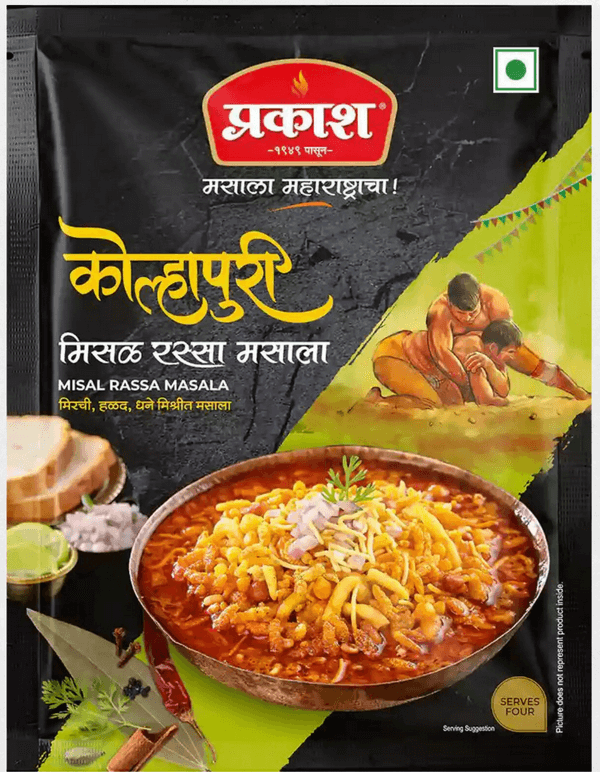 प्रकाश®
-१९४९ पासून-
मसाला महाराष्ट्राचा!
कोल्हापुरी
मिसळ रस्सा मसाला
MISAL RASSA MASALA
मिरची, हळद, धने मिश्रीत मसाला
SERVES
FOUR
Serving Suggestion
Picture does not represent product inside.